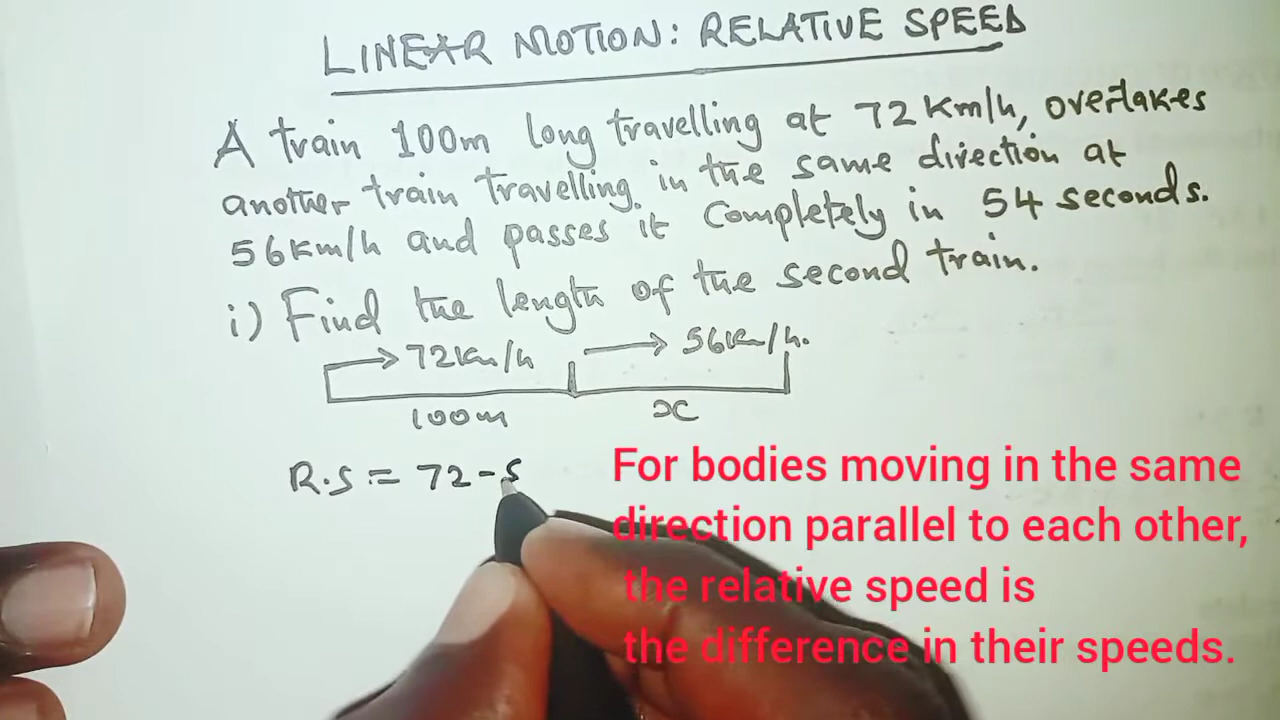 LINEAR MOTION: RELATIVE SPEED
A train 100m long travelling at 72Km/h, overtakes
another train travelling in the same direction at
56Km/h and passes it completely in 54 seconds.
i) Find the length of the second train.
72Km/h 56Km/h.
100m x
R.S = 72-5
For bodies moving in the same
direction parallel to each other,
the relative speed is
the difference in their speeds.